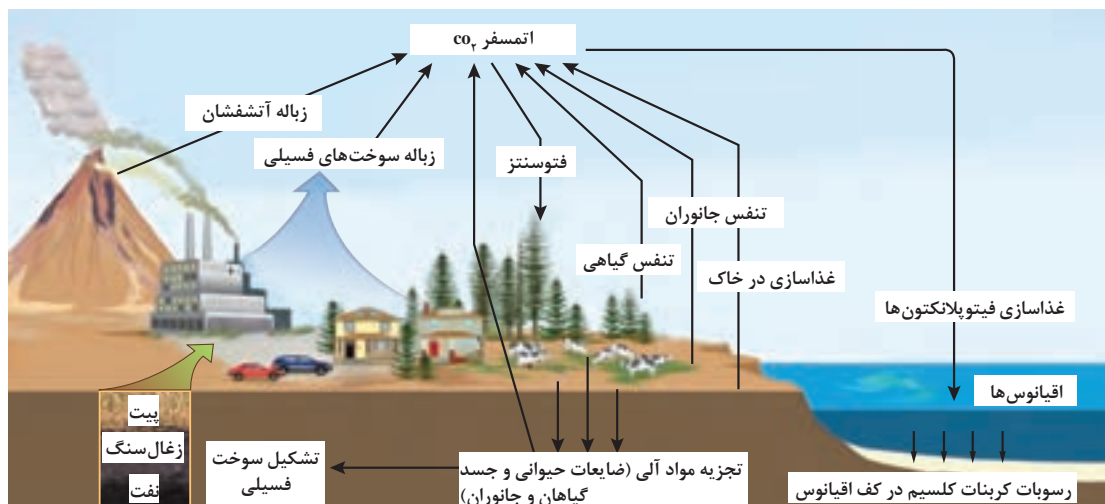 اتمسفر co۲
زباله آتشفشان
زباله سوخت‌های فسیلی
فتوسنتز
تنفس جانوران
تنفس گیاهی
غذاسازی در خاک
غذاسازی فیتوپلانکتون‌ها
اقیانوس‌ها
پیت
زغال‌سنگ
نفت
تشکیل سوخت
فسیلی
تجزیه مواد آلی (ضایعات حیوانی و جسد
گیاهان و جانوران)
رسوبات کربنات کلسیم در کف اقیانوس